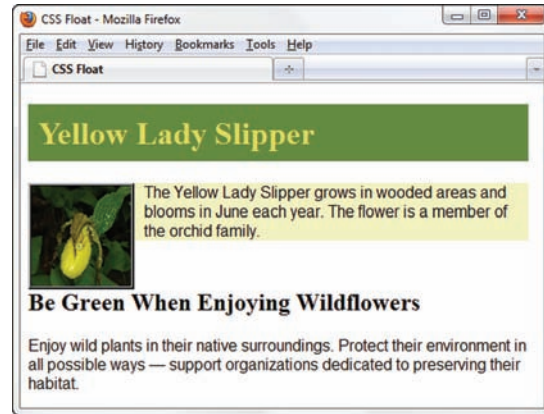 CSS Float - Mozilla Firefox
File Edit View History Bookmarks Tools Help
CSS Float
Yellow Lady Slipper
The Yellow Lady Slipper grows in wooded areas and
blooms in June each year. The flower is a member of
the orchid family.
Be Green When Enjoying Wildflowers
Enjoy wild plants in their native surroundings. Protect their environment in
all possible ways — support organizations dedicated to preserving their
habitat.